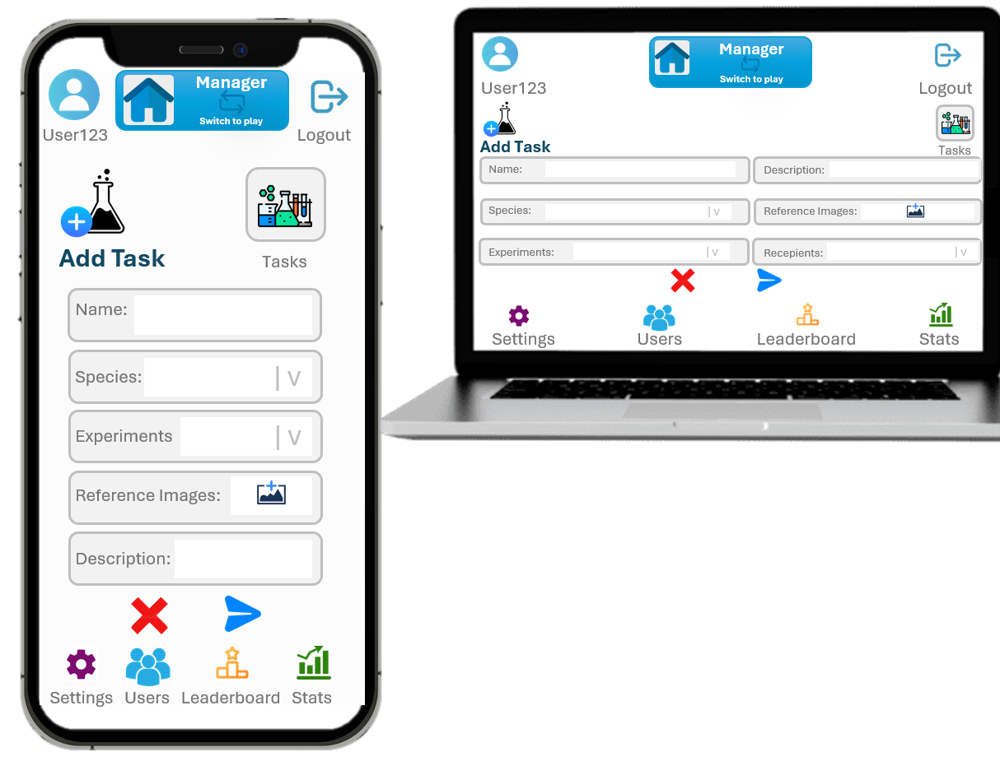 Manager
Switch to play
User123
Logout
Add Task
Tasks
Name:
Species:
| V
Experiments
| V
Reference Images:
Description:
Settings Users Leaderboard Stats
Manager
Switch to play
User123
Logout
Add Task
Tasks
Name:
Description:
Species:
| V
Reference Images:
Experiments:
| V
Recepients:
| V
Settings Users Leaderboard Stats